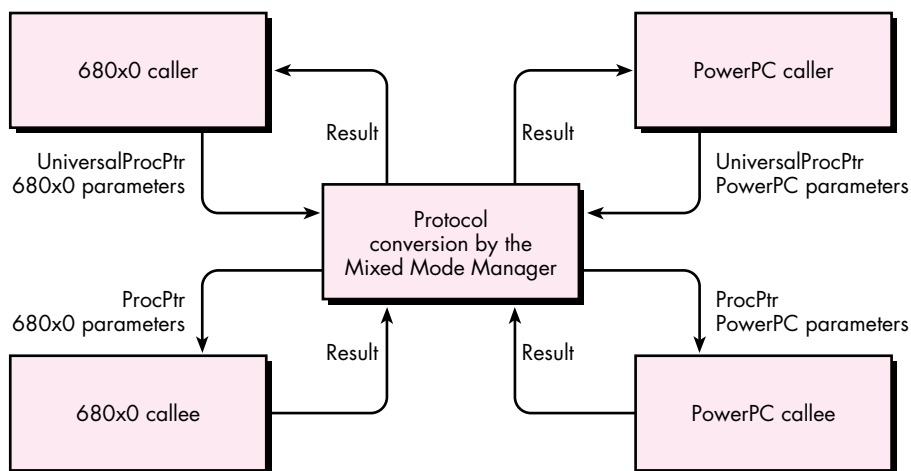 680x0 caller
PowerPC caller
Result
Result
UniversalProcPtr
680x0 parameters
UniversalProcPtr
PowerPC parameters
Protocol
conversion by the
Mixed Mode Manager
ProcPtr
680x0 parameters
ProcPtr
PowerPC parameters
Result
Result
680x0 callee
PowerPC callee